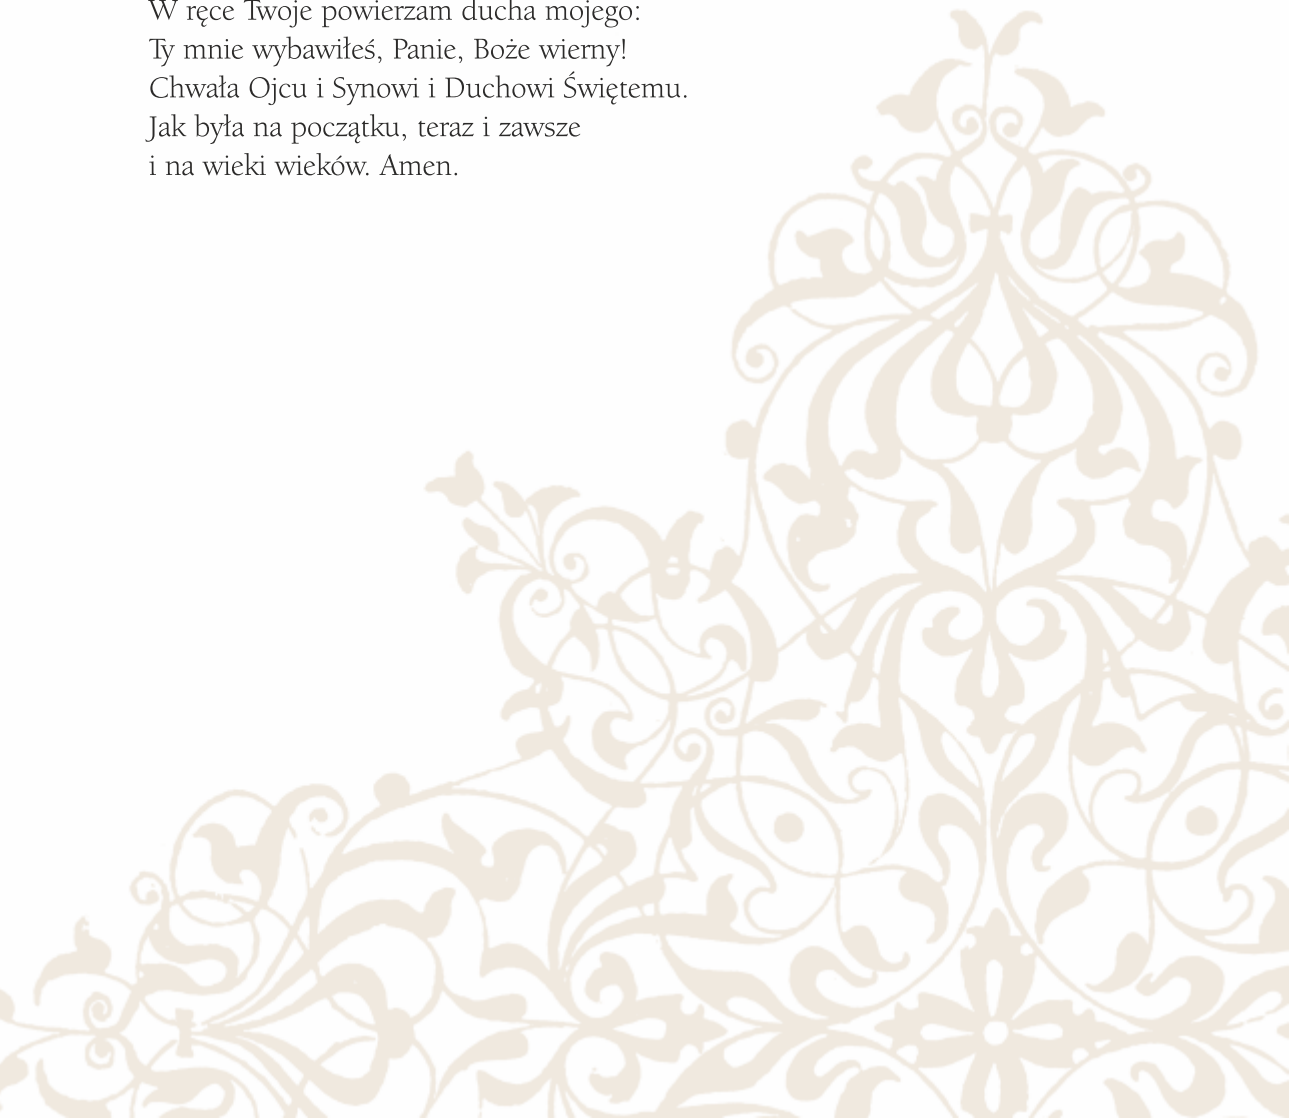 W ręce Twoje powierzam ducha mojego:
Ty mnie wybawiłeś, Panie, Boże wierny!
Chwała Ojcu i Synowi i Duchowi Świętemu.
Jak była na początku, teraz i zawsze
i na wieki wieków. Amen.